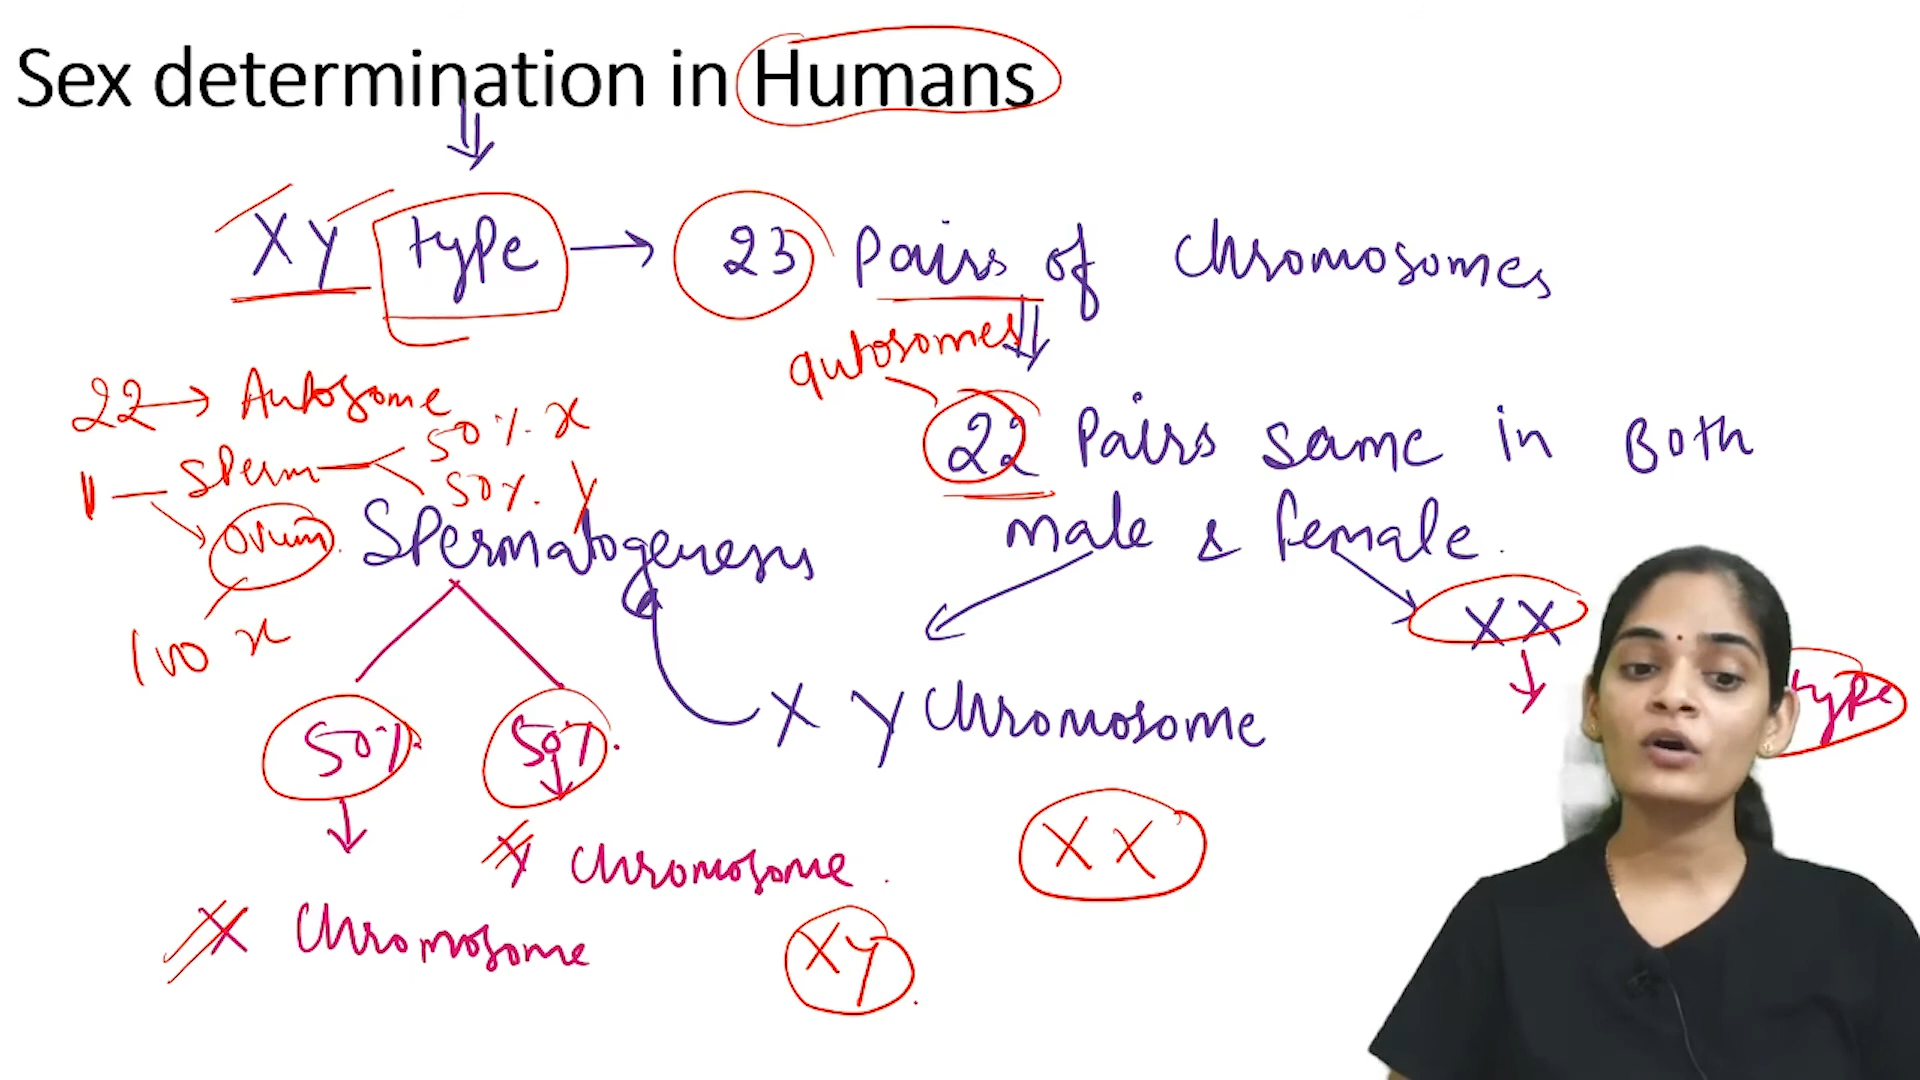 Sex determination in Humans
XY type → 23 Pairs of Chromosomes
autosomes
22 → Autosome
22 Pairs same in Both
male & female.
1 — Sperm 50% x
50% y
Ovum
100 x
Spermatogenesis
XX
type
X Y Chromosome
50% 50%
Y Chromosome
X Chromosome
XX
XY